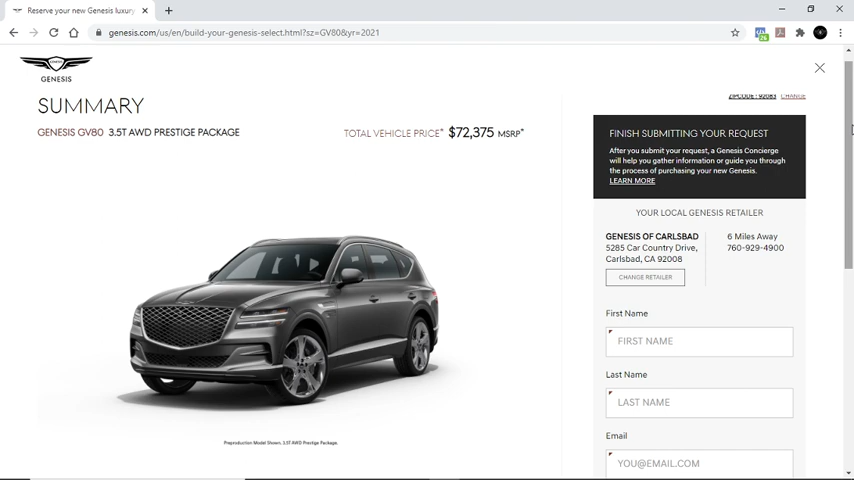 Reserve your new Genesis luxury
genesis.com/us/en/build-your-genesis-select.html?sz=GV80&yr=2021
26
GENESIS
SUMMARY
GENESIS GV80 3.5T AWD PRESTIGE PACKAGE
TOTAL VEHICLE PRICE* $72,375 MSRP*
Preproduction Model Shown, 3.5T AWD Prestige Package.
ZIPCODE : 92083 CHANGE
FINISH SUBMITTING YOUR REQUEST
After you submit your request, a Genesis Concierge
will help you gather information or guide you through
the process of purchasing your new Genesis.
LEARN MORE
YOUR LOCAL GENESIS RETAILER
GENESIS OF CARLSBAD
5285 Car Country Drive,
Carlsbad, CA 92008
6 Miles Away
760-929-4900
CHANGE RETAILER
First Name
FIRST NAME
Last Name
LAST NAME
Email
YOU@EMAIL.COM